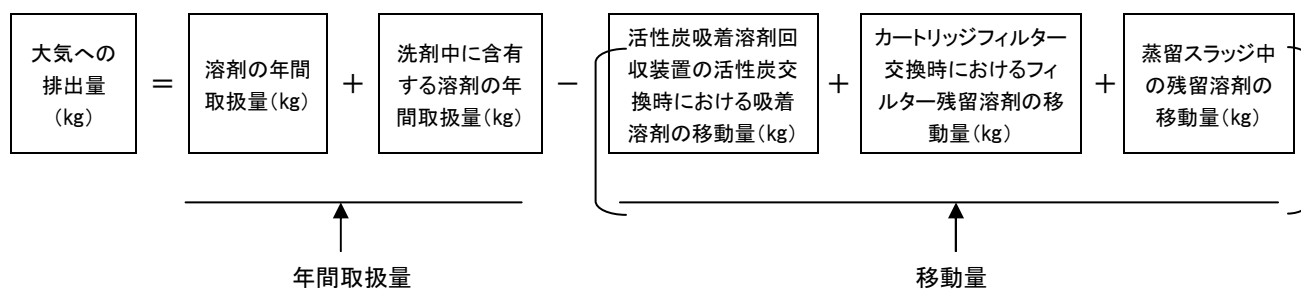 大気への
排出量
(kg)
=
溶剤の年間
取扱量(kg)
+
洗剤中に含有
する溶剤の年
間取扱量(kg)
−
活性炭吸着溶剤回
収装置の活性炭交
換時における吸着
溶剤の移動量(kg)
+
カートリッジフィルター
交換時におけるフィ
ルター残留溶剤の移
動量(kg)
+
蒸留スラッジ中
の残留溶剤の
移動量(kg)
年間取扱量
移動量